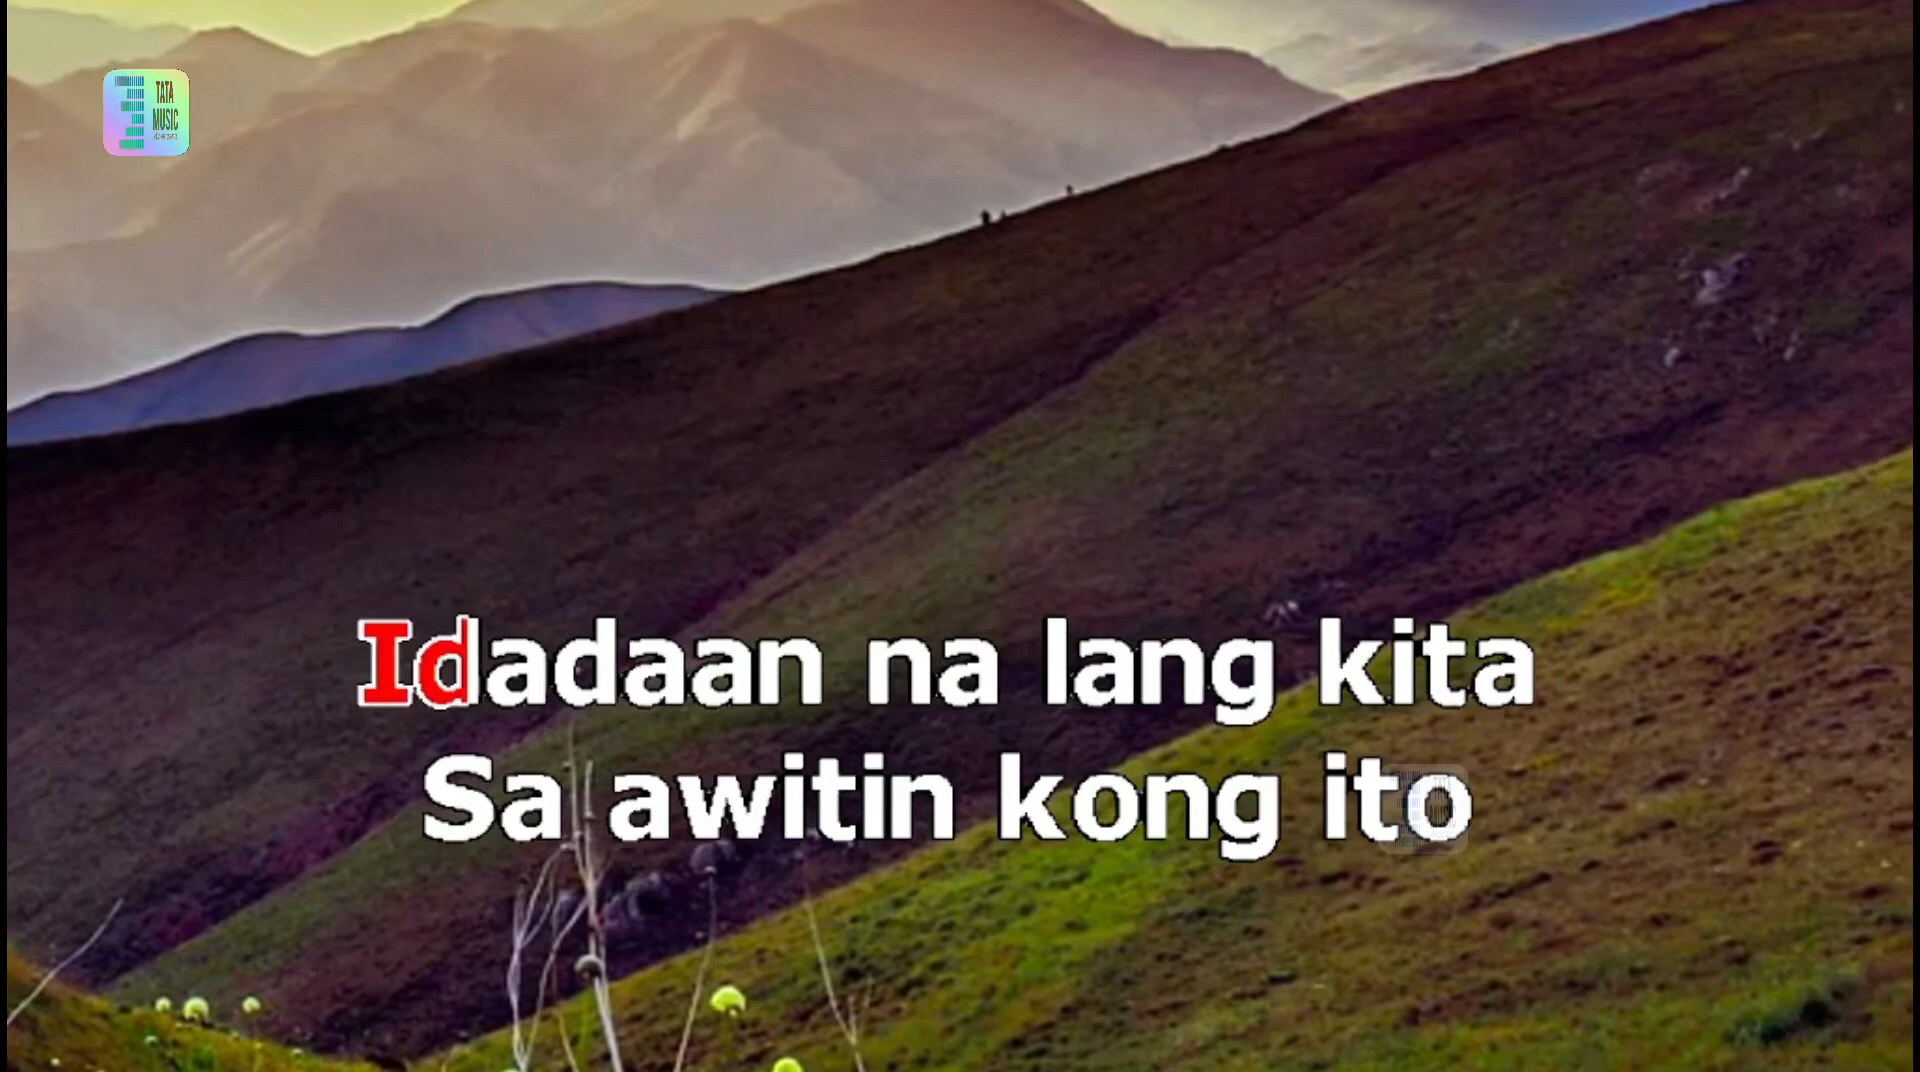 TATA
MUSIC
Idadaan na lang kita
Sa awitin kong ito